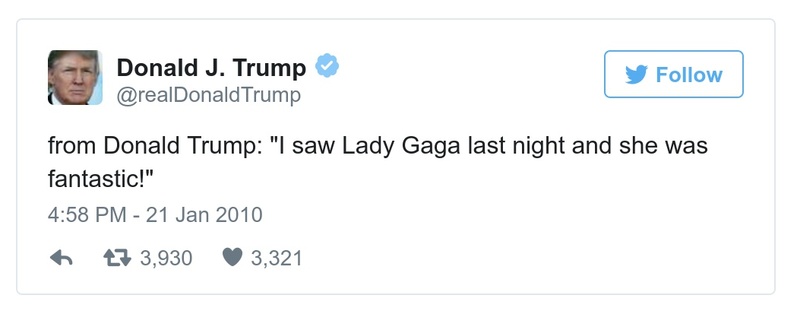 Donald J. Trump
@realDonaldTrump
Follow
from Donald Trump: "I saw Lady Gaga last night and she was
fantastic!"
4:58 PM - 21 Jan 2010
3,930 3,321